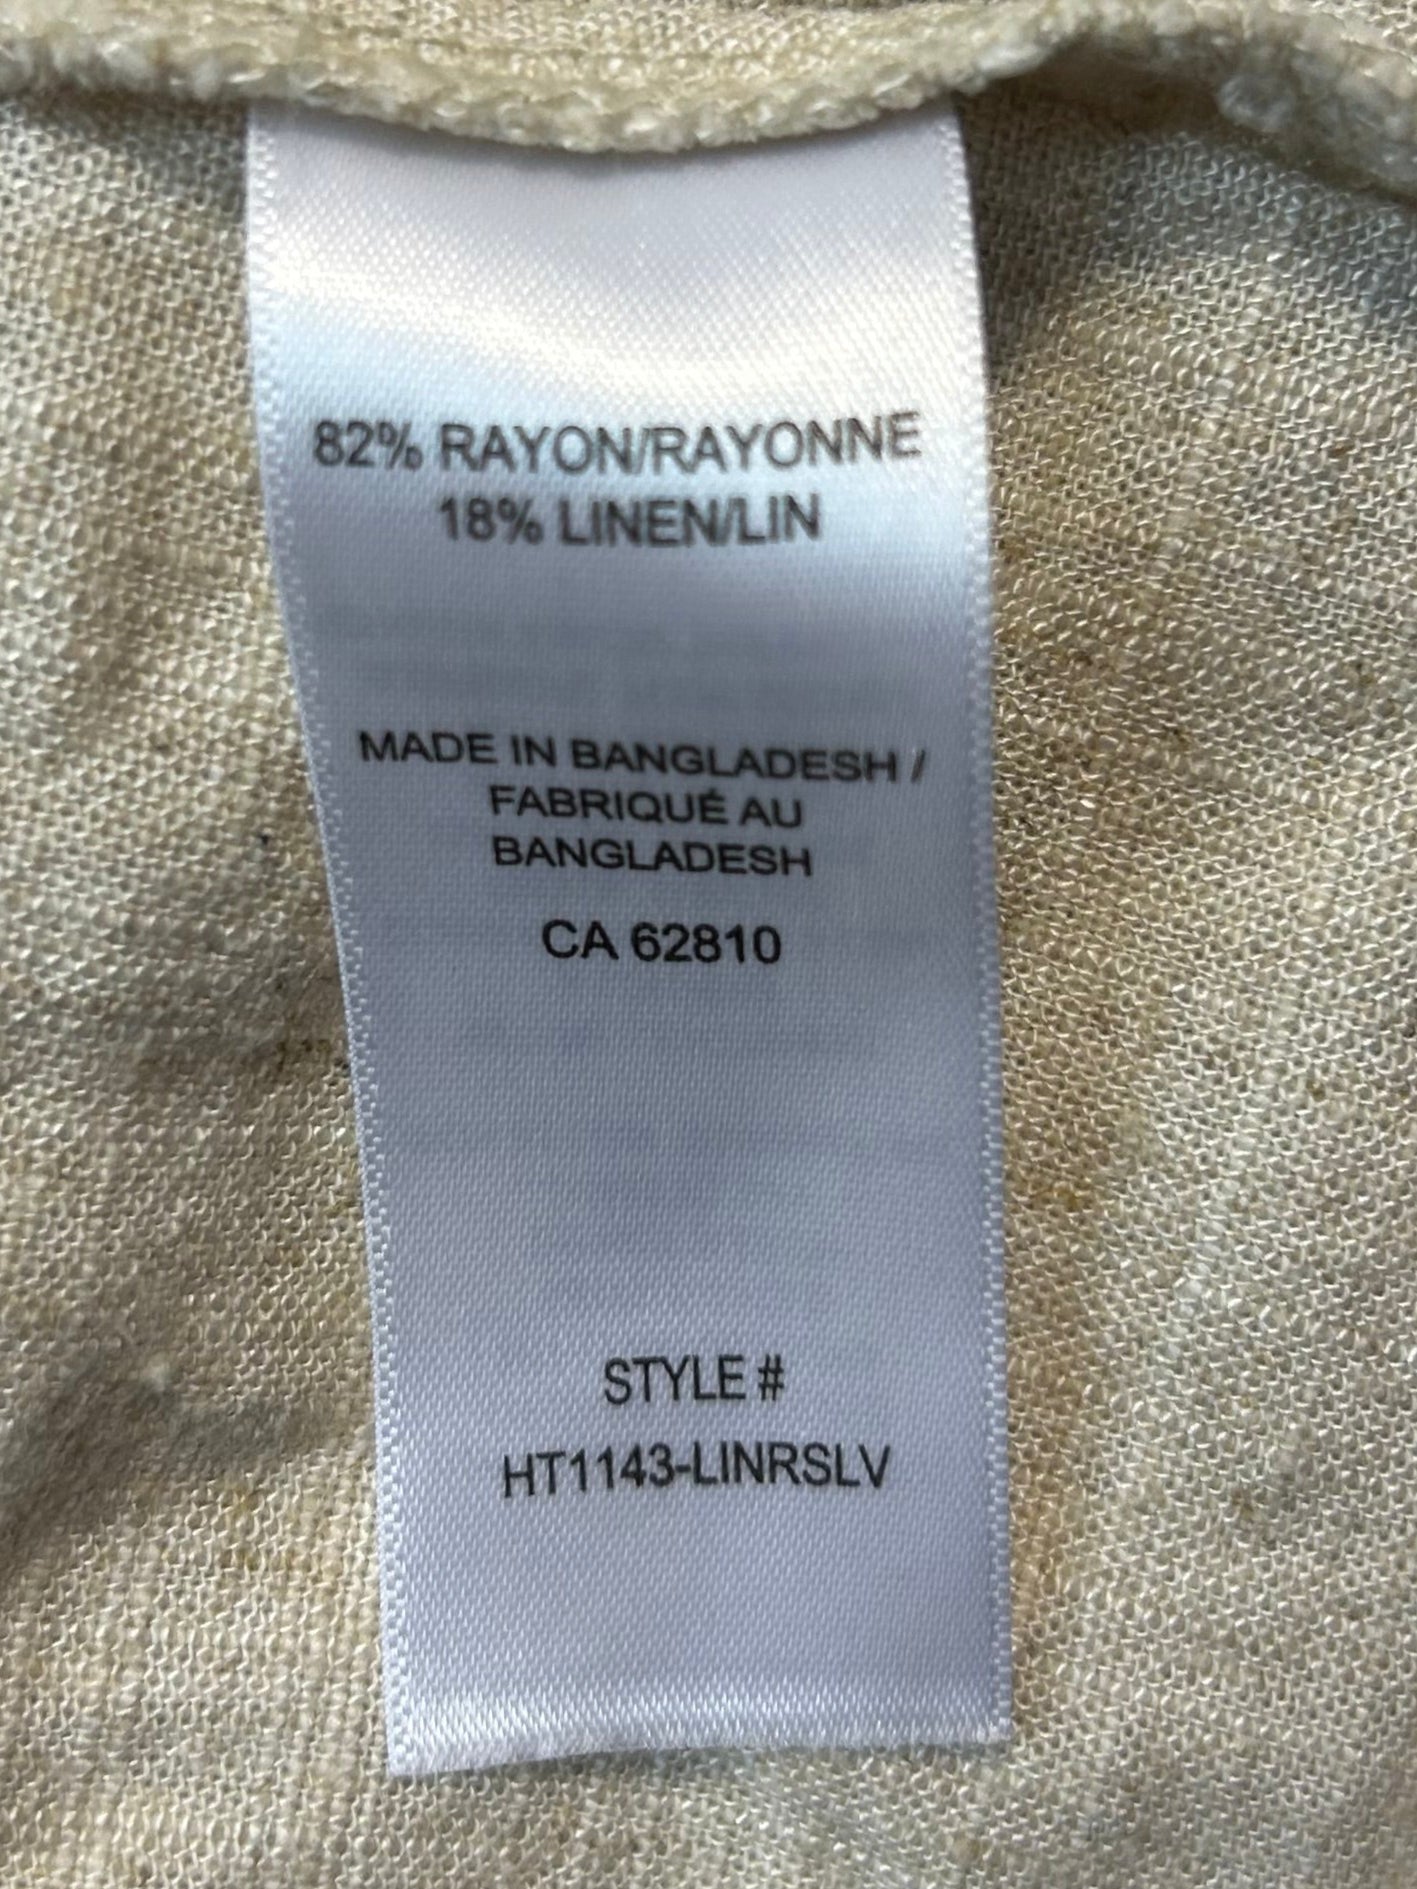 82% RAYON/RAYONNE
18% LINEN/LIN
MADE IN BANGLADESH /
FABRIQUÉ AU
BANGLADESH
CA 62810
STYLE #
HT1143-LINRSLV